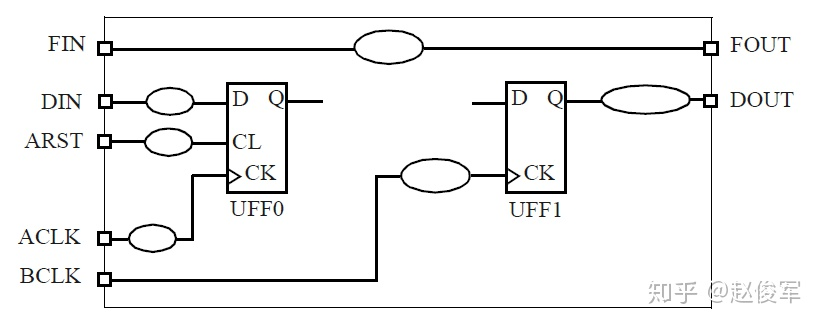 FIN
FOUT
DIN
D
Q
D
Q
DOUT
ARST
CL
CK
CK
UFF0
UFF1
ACLK
BCLK
知乎 @赵俊军